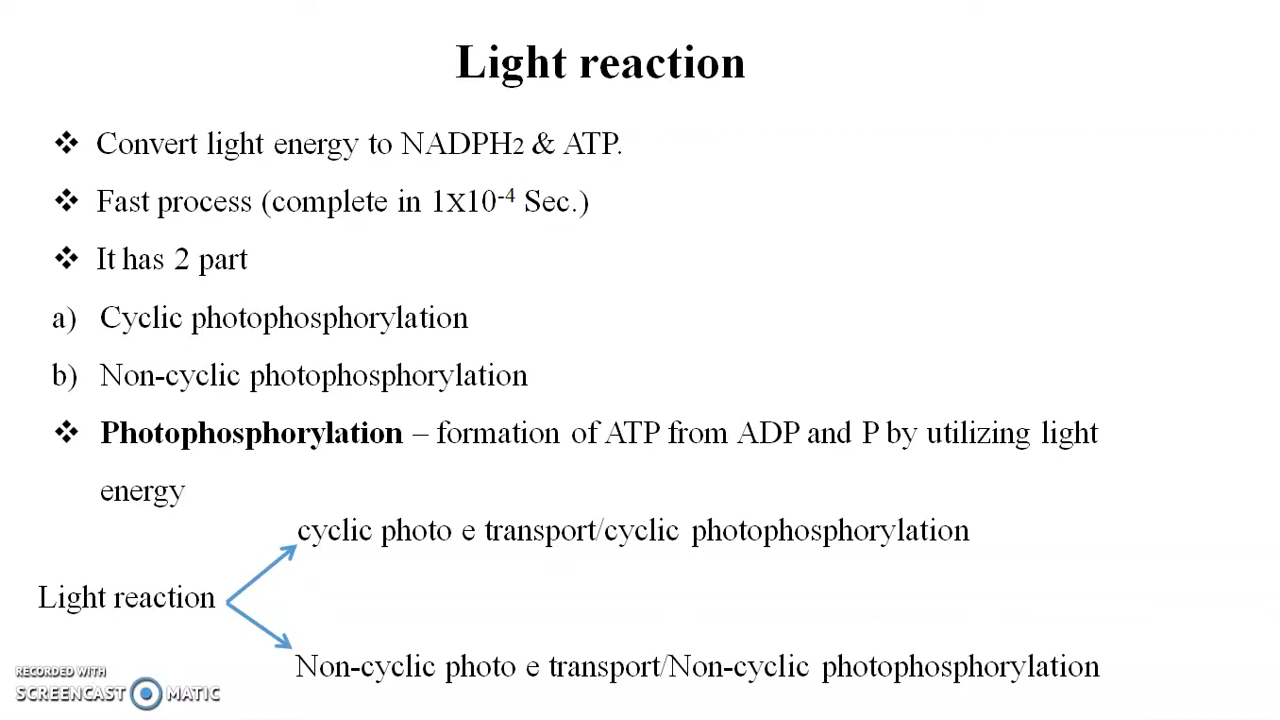 Light reaction
❖ Convert light energy to NADPH2 & ATP.
❖ Fast process (complete in 1X10-4 Sec.)
❖ It has 2 part
a) Cyclic photophosphorylation
b) Non-cyclic photophosphorylation
❖ Photophosphorylation – formation of ATP from ADP and P by utilizing light
energy
cyclic photo e transport/cyclic photophosphorylation
Light reaction
Non-cyclic photo e transport/Non-cyclic photophosphorylation
RECORDED WITH
SCREENCAST MATIC